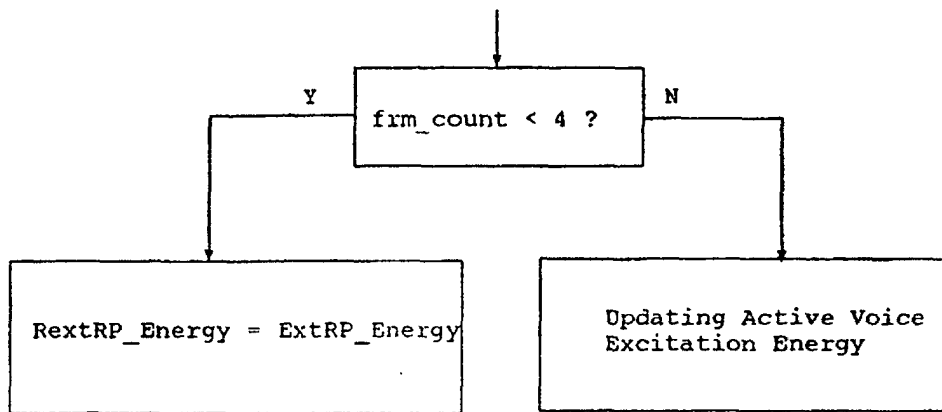 Y
N
frm_count < 4 ?
RextRP_Energy = ExtRP_Energy
Updating Active Voice
Excitation Energy